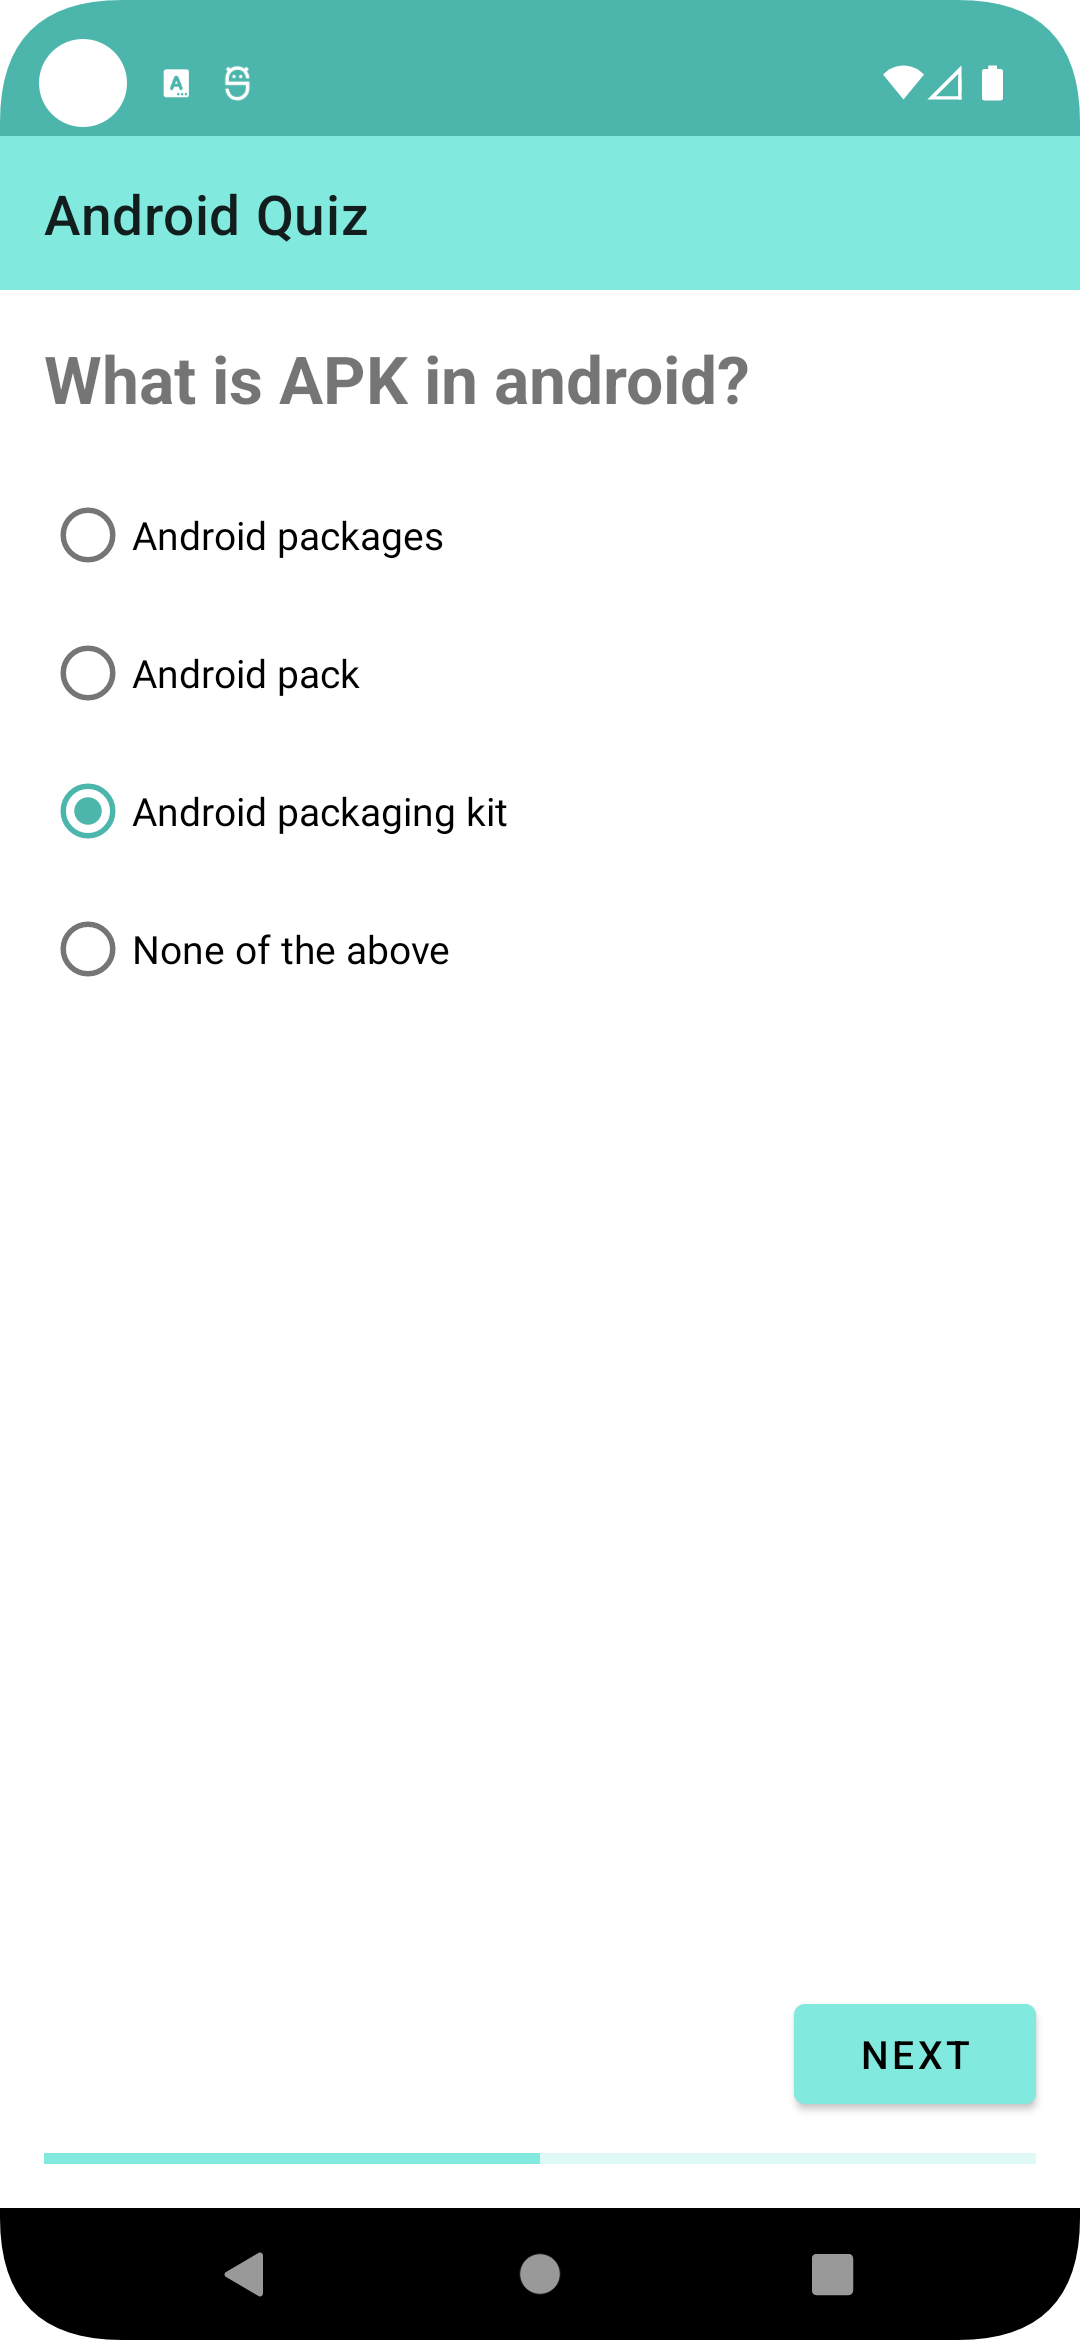 Android Quiz
What is APK in android?
Android packages
Android pack
Android packaging kit
None of the above
NEXT